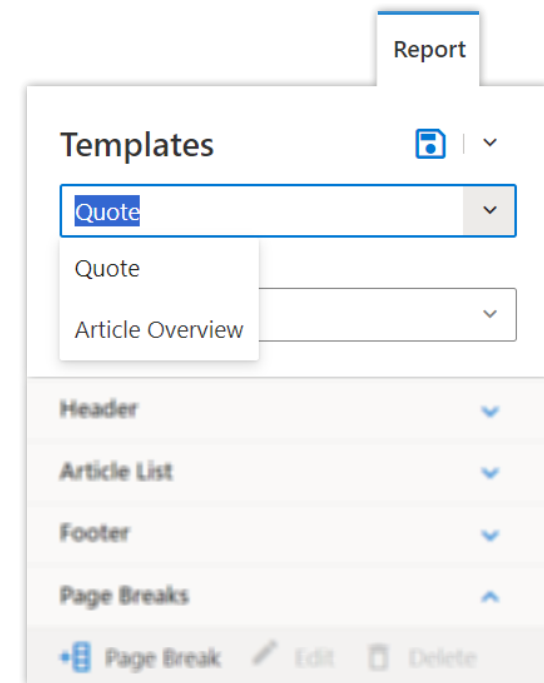 Report
Templates
Quote
Quote
Article Overview
Header
Article List
Footer
Page Breaks
Page Break Edit Delete